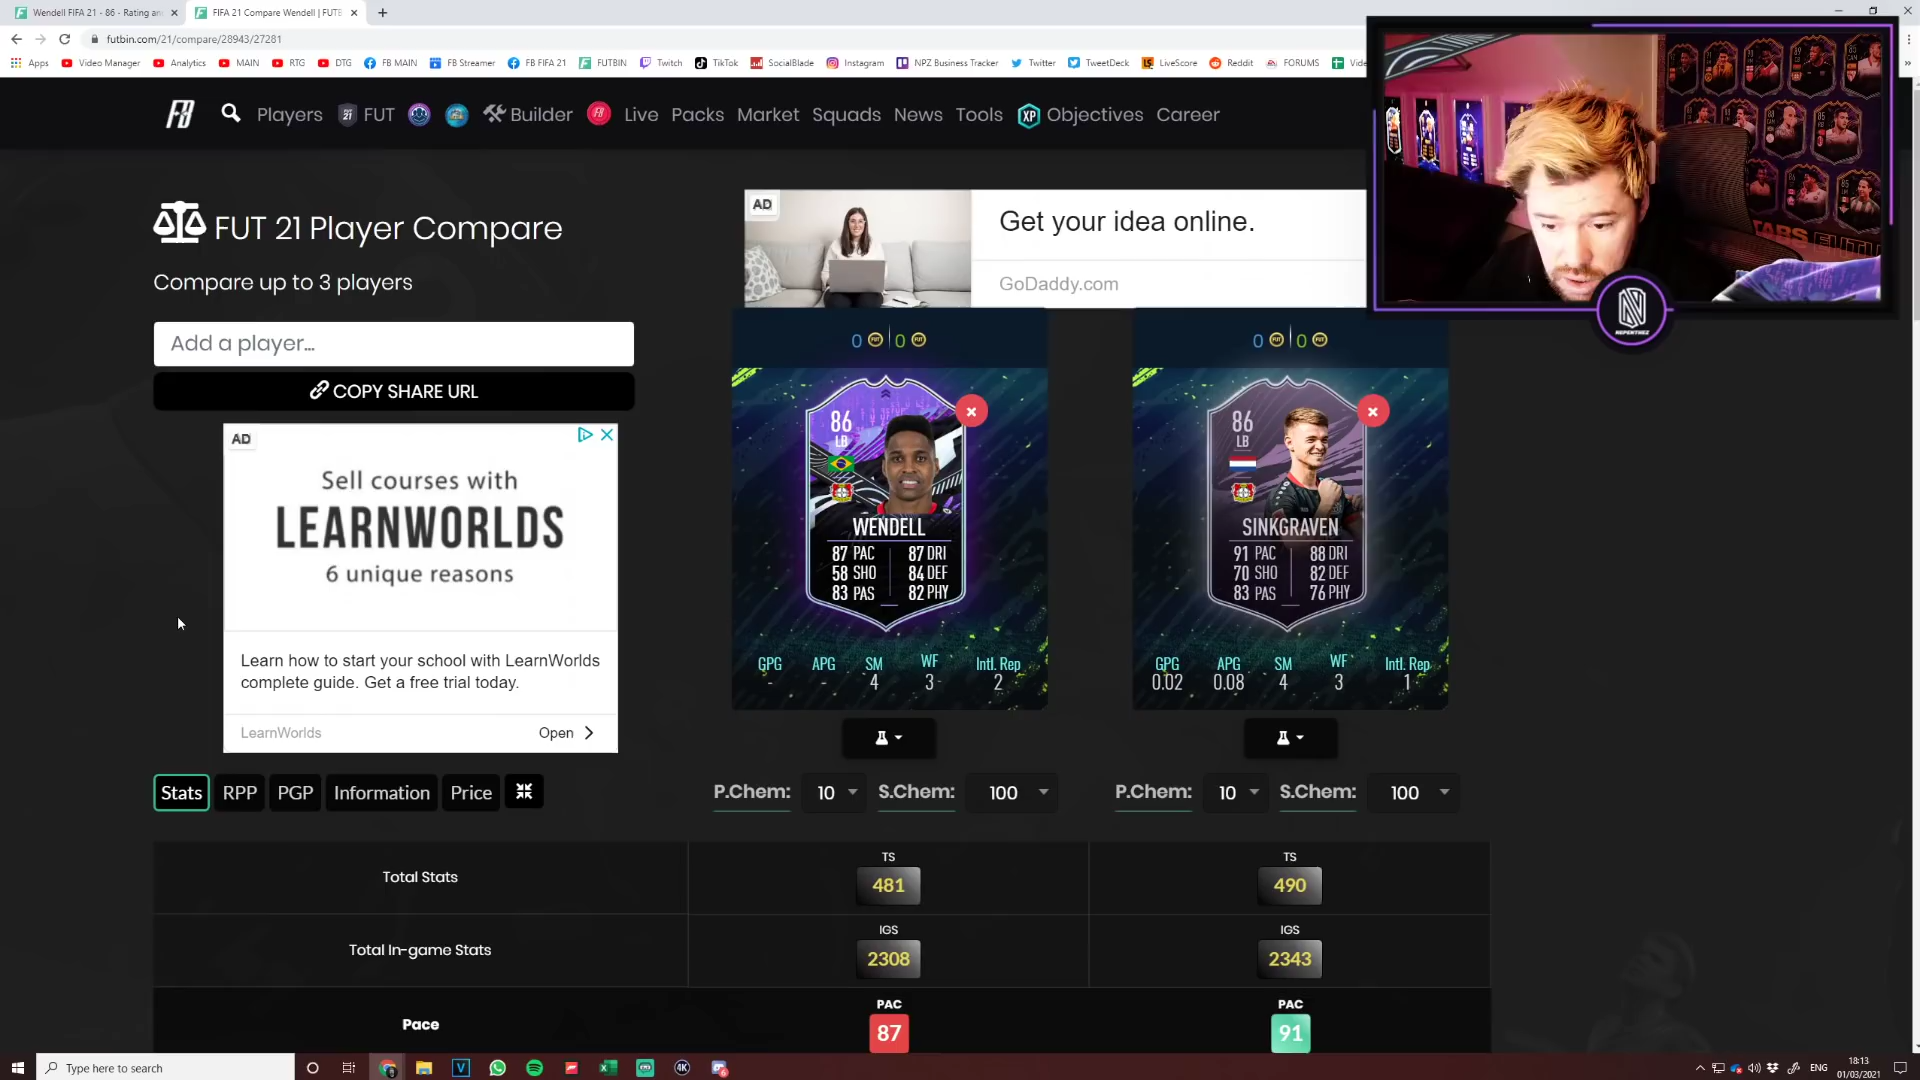 Wendell FIFA 21 - 86 - Rating an
FIFA 21 Compare Wendell | FUTB
futbin.com/21/compare/28943/27281
Apps Video Manager Analytics MAIN RTG DTG FB MAIN FB Streamer FB FIFA 21 FUTBIN Twitch TikTok SocialBlade Instagram NPZ Business Tracker Twitter TweetDeck LiveScore Reddit FORUMS Vide
Players FUT Builder Live Packs Market Squads News Tools XP Objectives Career
FUT 21 Player Compare
Compare up to 3 players
Add a player...
COPY SHARE URL
AD
Get your idea online.
GoDaddy.com
AD
Sell courses with
LEARNWORLDS
6 unique reasons
Learn how to start your school with LearnWorlds
complete guide. Get a free trial today.
LearnWorlds Open
0 0
86
LB
WENDELL
87 PAC 87 DRI
58 SHO 84 DEF
83 PAS 82 PHY
GPG APG SM WF Intl. Rep
- - 4 3 2
0 0
86
LB
SINKGRAVEN
91 PAC 88 DRI
70 SHO 82 DEF
83 PAS 76 PHY
GPG APG SM WF Intl. Rep
0.02 0.08 4 3 1
NEPENTHEZ
Stats RPP PGP Information Price
P.Chem: 10 S.Chem: 100
P.Chem: 10 S.Chem: 100
Total Stats
TS
481
TS
490
Total In-game Stats
IGS
2308
IGS
2343
Pace
PAC
87
PAC
91
Type here to search
ENG
18:13
01/03/2021